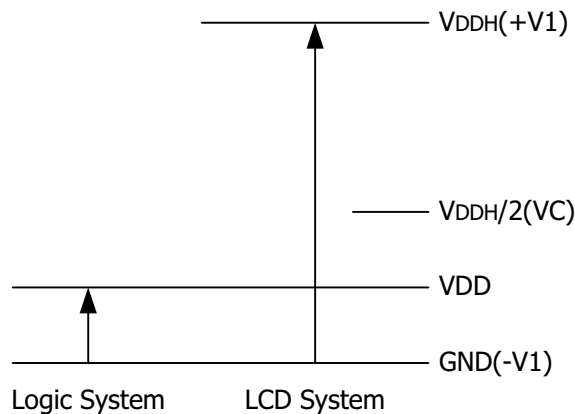 VDDH(+V1)
VDDH/2(VC)
VDD
GND(-V1)
Logic System
LCD System